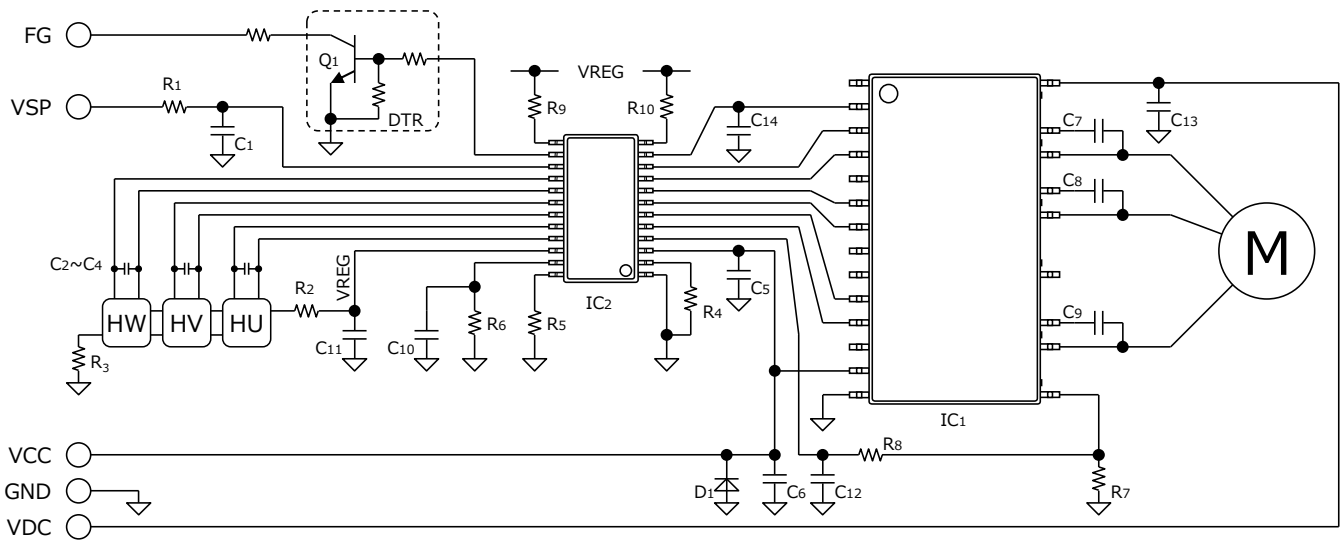 FG
Q1
VREG
R1
VSP
DTR
R9
R10
C14
C1
C13
C7
C8
M
C2~C4
R2
VREG
C5
IC2
HW
HV
HU
R3
C11
C10
R6
R5
R4
C9
IC1
VCC
R8
GND
D1
C6
C12
R7
VDC